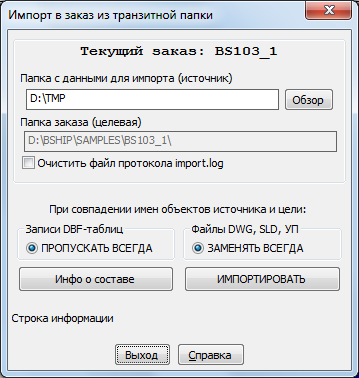 Импорт в заказ из транзитной папки
Текущий заказ: BS103_1
Папка с данными для импорта (источник)
D:\TMP
Обзор
Папка заказа (целевая)
D:\BSHIP\SAMPLES\BS103_1\
Очистить файл протокола import.log
При совпадении имен объектов источника и цели:
Записи DBF-таблиц
Файлы DWG, SLD, УП
ПРОПУСКАТЬ ВСЕГДА
ЗАМЕНЯТЬ ВСЕГДА
Инфо о составе
ИМПОРТИРОВАТЬ
Строка информации
Выход
Справка